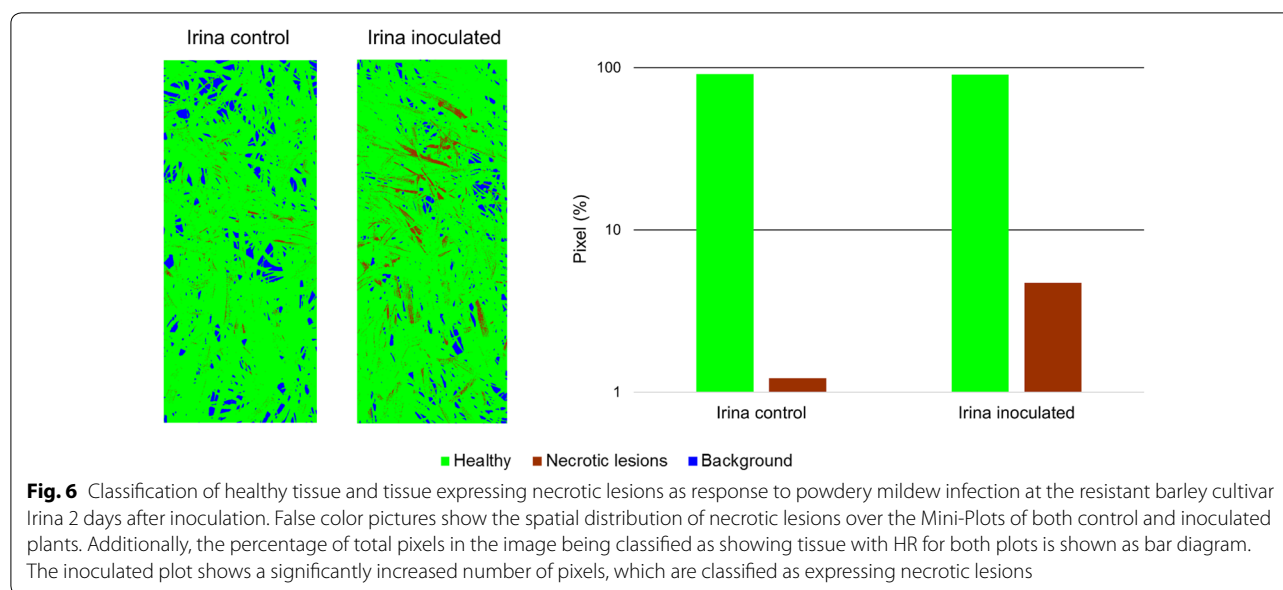 Irina control
Irina inoculated
100
10
1
Pixel (%)
Irina control
Irina inoculated
Healthy
Necrotic lesions
Background
Fig. 6 Classification of healthy tissue and tissue expressing necrotic lesions as response to powdery mildew infection at the resistant barley cultivar
Irina 2 days after inoculation. False color pictures show the spatial distribution of necrotic lesions over the Mini-Plots of both control and inoculated
plants. Additionally, the percentage of total pixels in the image being classified as showing tissue with HR for both plots is shown as bar diagram.
The inoculated plot shows a significantly increased number of pixels, which are classified as expressing necrotic lesions